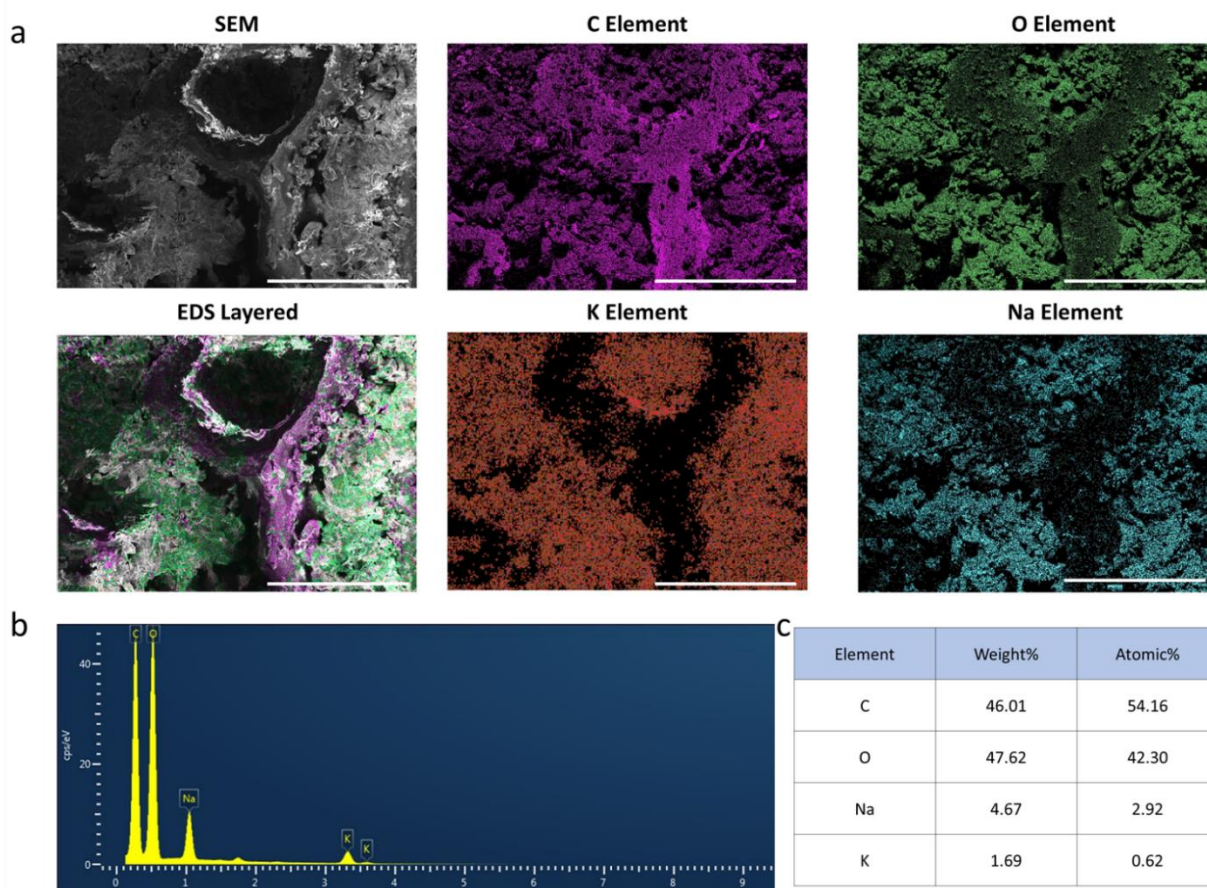 a
SEM
C Element
O Element
EDS Layered
K Element
Na Element
b
cps/eV
40
20
0
C
O
Na
K
K
0 1 2 3 4 5 6 7 8 9
c
Element Weight% Atomic%
C 46.01 54.16
O 47.62 42.30
Na 4.67 2.92
K 1.69 0.62